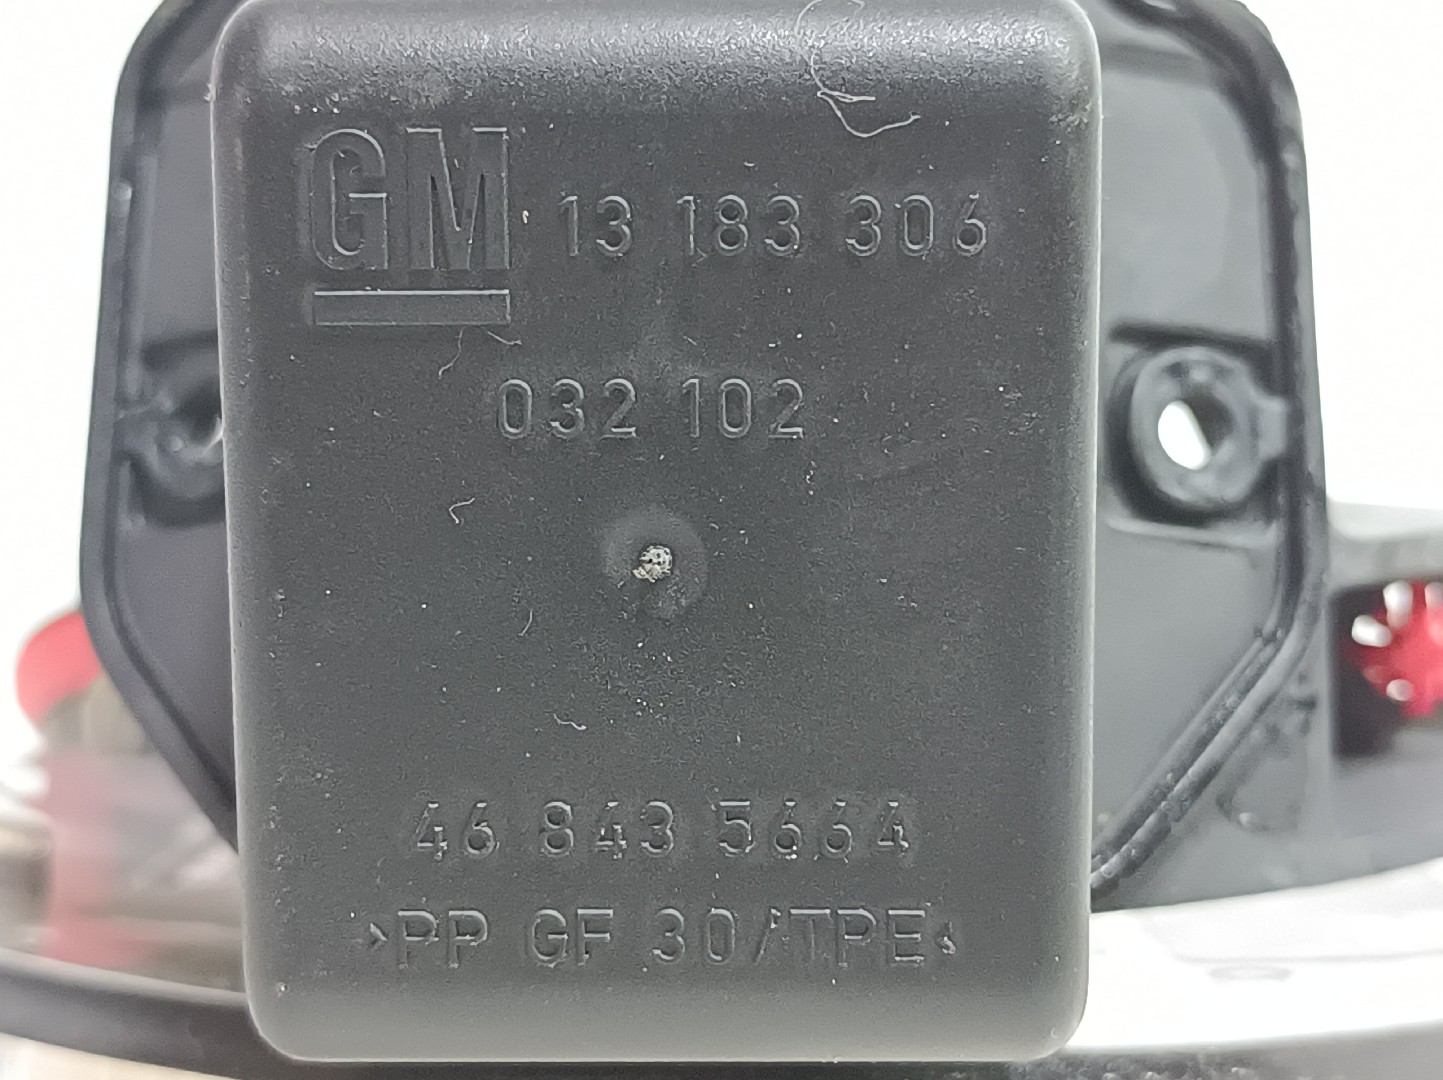 GM 13 183 306
032 102
46 843 5664
>PP GF 30/TPE<